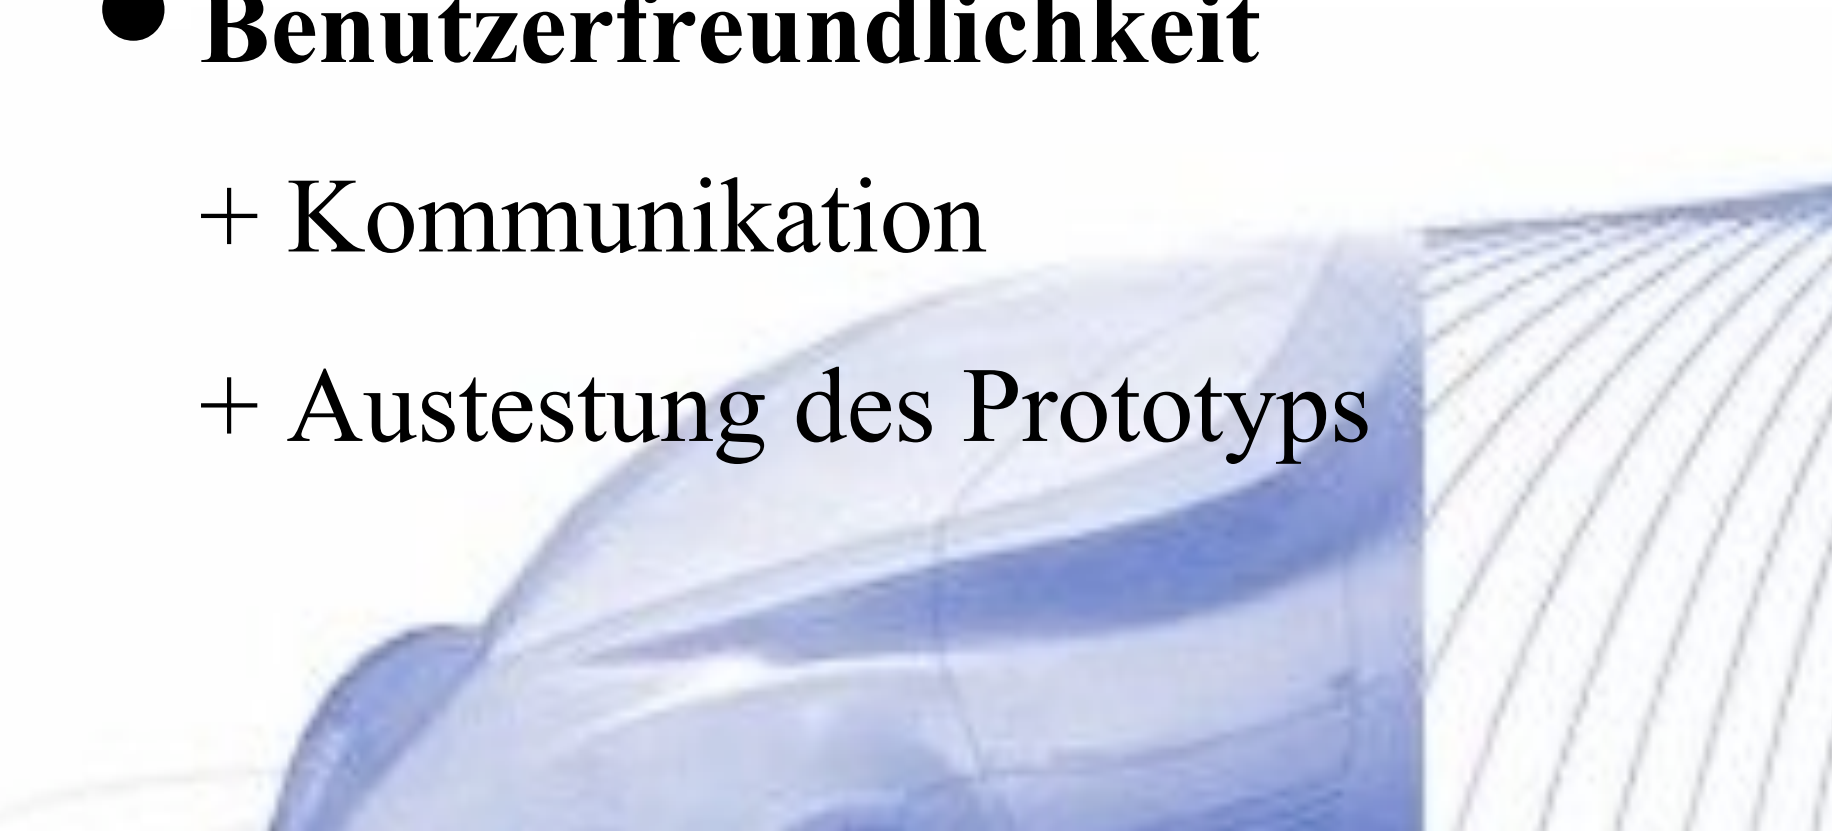 ● Benutzerfreundlichkeit
+ Kommunikation
+ Austestung des Prototyps